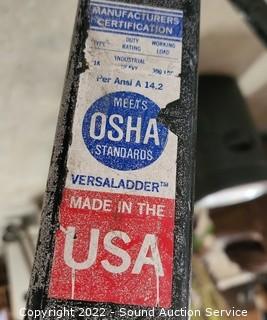 MANUFACTURERS
CERTIFICATION
TYPE DUTY WORKING
RATING LOAD
INDUSTRIAL
Per Ansi A 14.2
MEETS
OSHA
STANDARDS
VERSALADDER™
MADE IN THE
USA
Copyright 2022 - Sound Auction Service